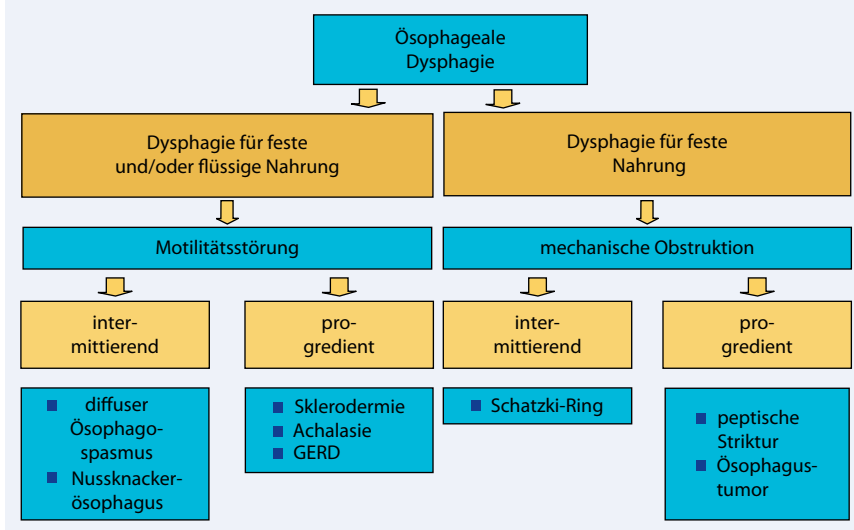 Ösophageale
Dysphagie
Dysphagie für feste
und/oder flüssige Nahrung
Dysphagie für feste
Nahrung
Motilitätsstörung
mechanische Obstruktion
inter-
mittierend
pro-
gredient
inter-
mittierend
pro-
gredient
diffuser
Ösophago-
spasmus
Nussknacker-
ösophagus
Sklerodermie
Achalasie
GERD
Schatzki-Ring
peptische
Striktur
Ösophagus-
tumor